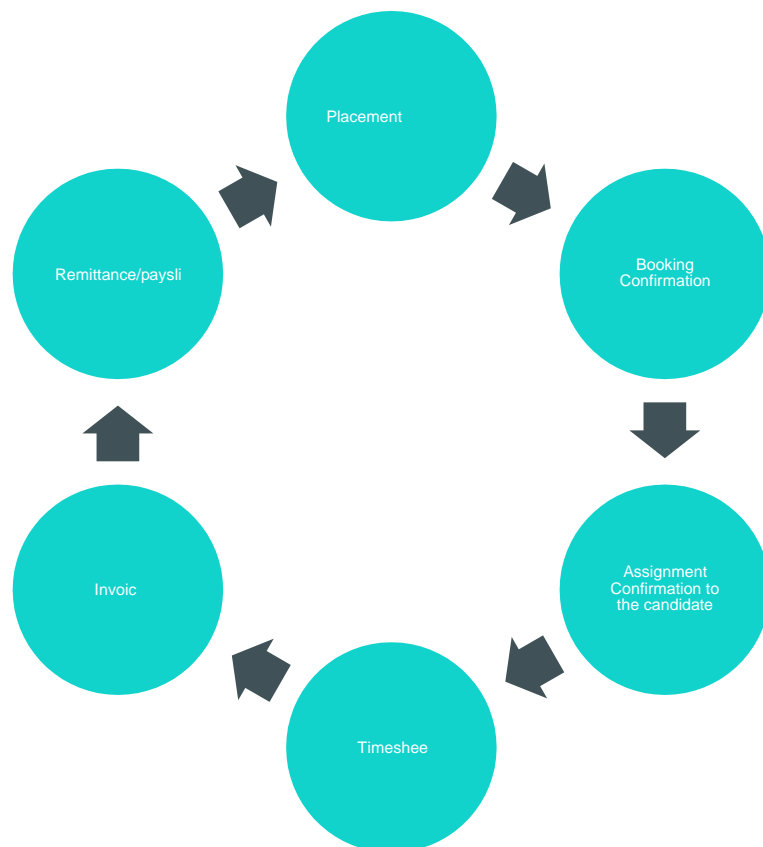 Placement
Booking
Confirmation
Assignment
Confirmation to
the candidate
Timeshee
Invoic
Remittance/paysli